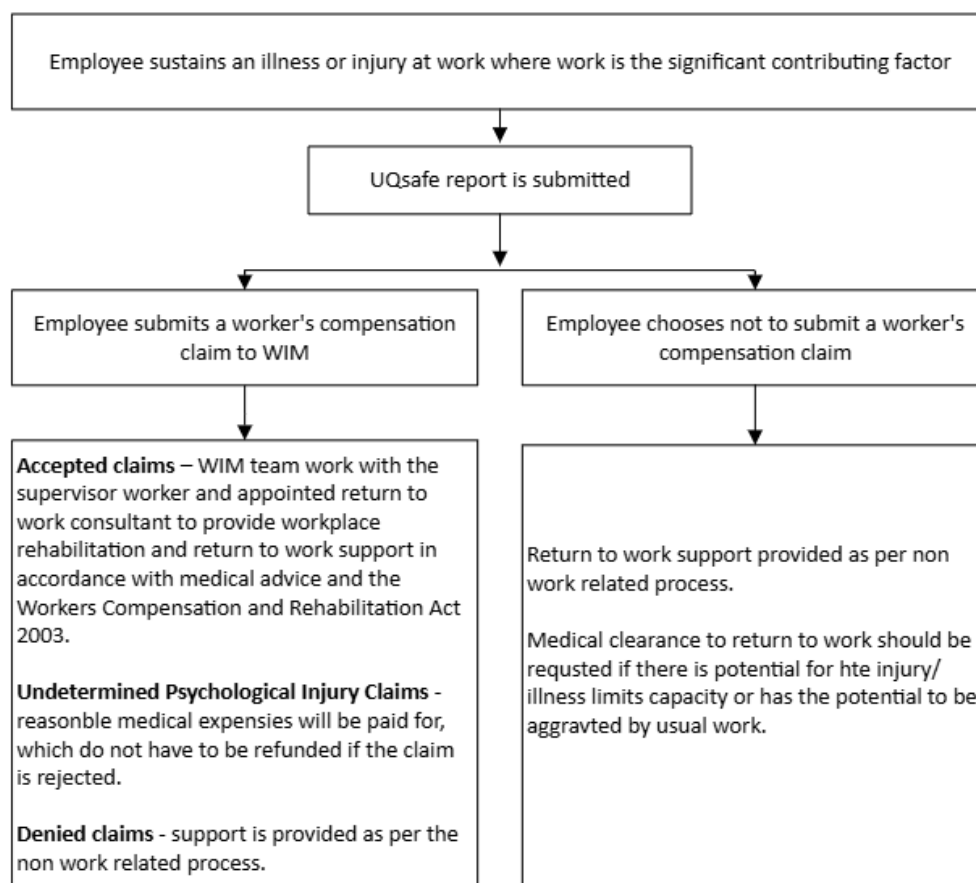 Employee sustains an illness or injury at work where work is the significant contributing factor
UQsafe report is submitted
Employee submits a worker's compensation
claim to WIM
Employee chooses not to submit a worker's
compensation claim
Accepted claims – WIM team work with the
supervisor worker and appointed return to
work consultant to provide workplace
rehabilitation and return to work support in
accordance with medical advice and the
Workers Compensation and Rehabilitation Act
2003.
Undetermined Psychological Injury Claims -
reasonble medical expensies will be paid for,
which do not have to be refunded if the claim
is rejected.
Denied claims - support is provided as per the
non work related process.
Return to work support provided as per non
work related process.
Medical clearance to return to work should be
requsted if there is potential for hte injury/
illness limits capacity or has the potential to be
aggravted by usual work.